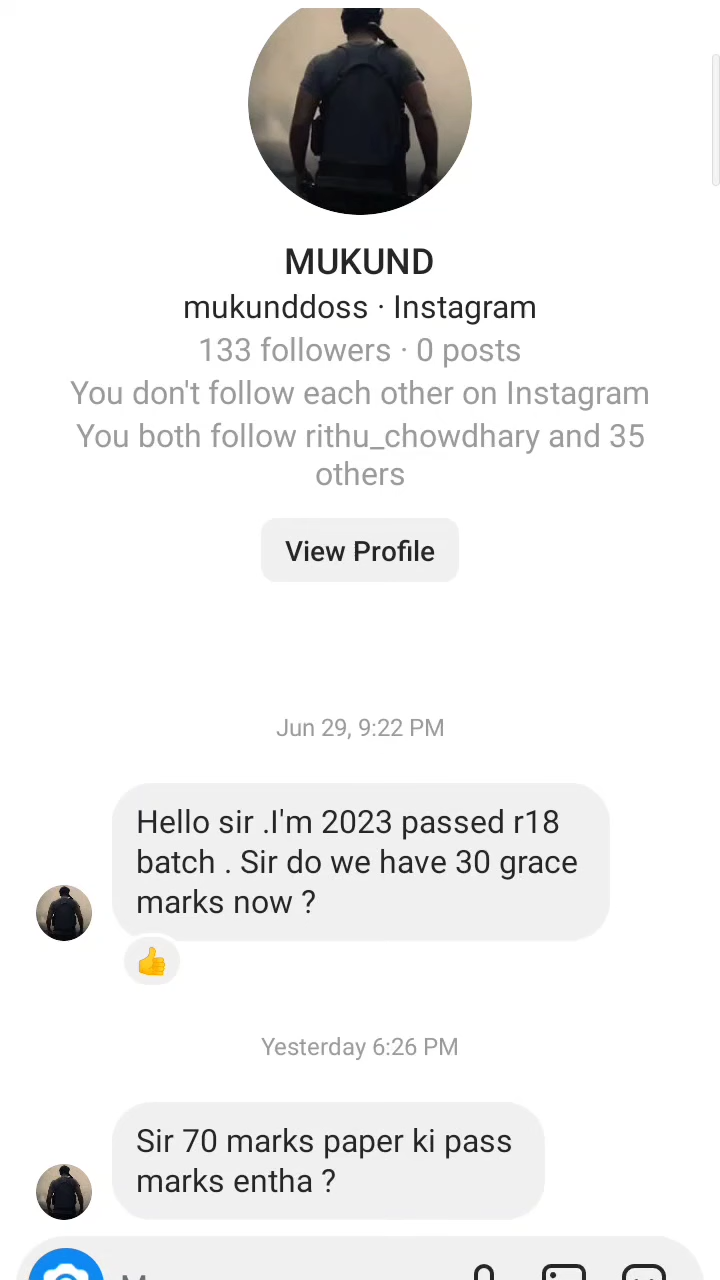 MUKUND
mukunddoss · Instagram
133 followers · 0 posts
You don't follow each other on Instagram
You both follow rithu_chowdhary and 35
others
View Profile
Jun 29, 9:22 PM
Hello sir .I'm 2023 passed r18
batch . Sir do we have 30 grace
marks now ?
👍
Yesterday 6:26 PM
Sir 70 marks paper ki pass
marks entha ?